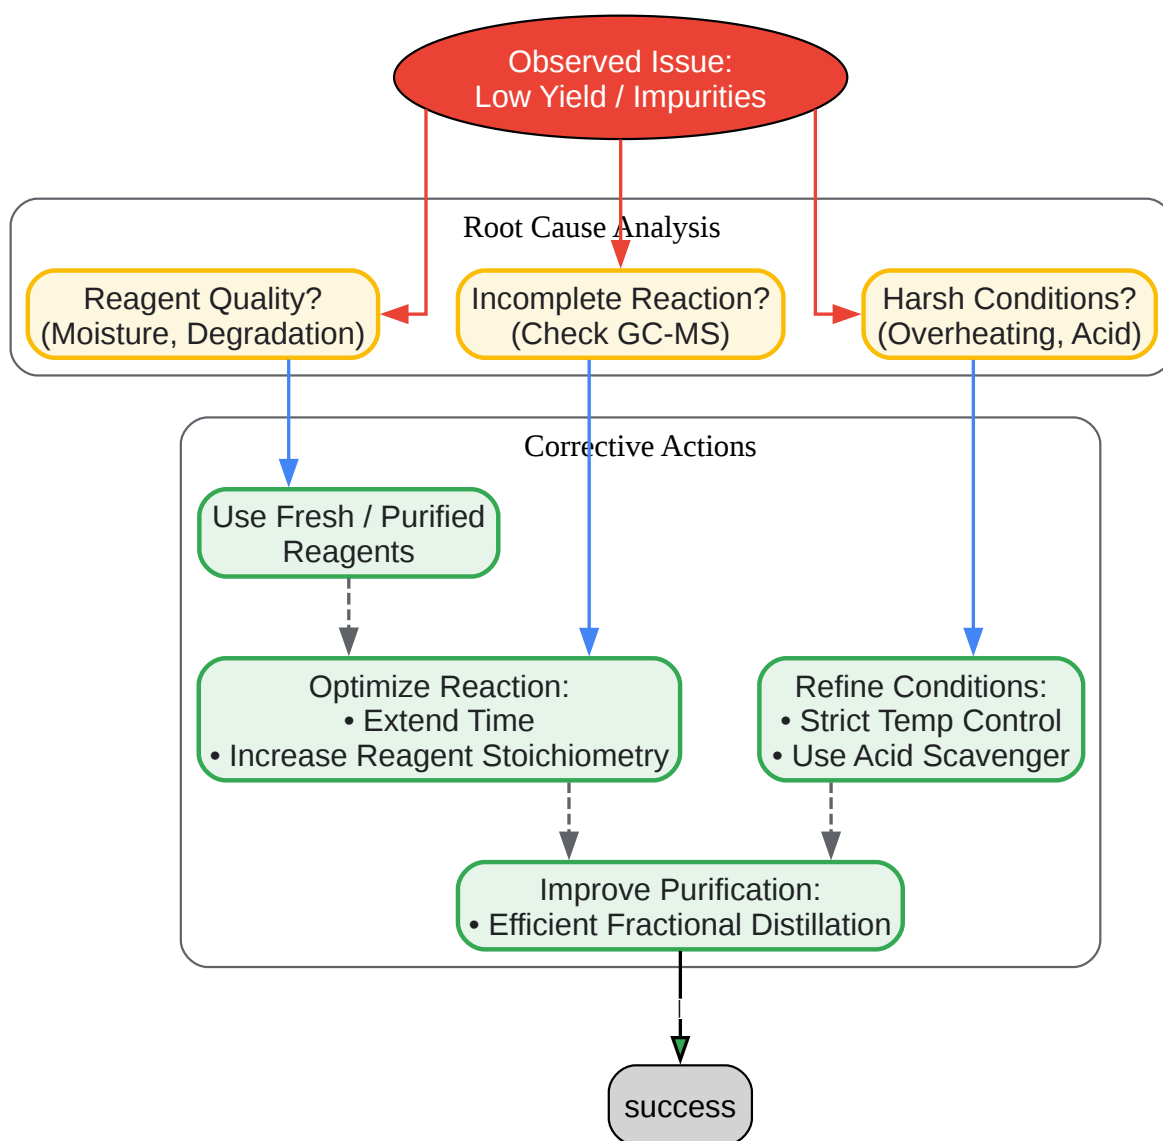 Observed Issue:
Low Yield / Impurities
Root Cause Analysis
Reagent Quality?
(Moisture, Degradation)
Incomplete Reaction?
(Check GC-MS)
Harsh Conditions?
(Overheating, Acid)
Corrective Actions
Use Fresh / Purified
Reagents
Optimize Reaction:
• Extend Time
• Increase Reagent Stoichiometry
Refine Conditions:
• Strict Temp Control
• Use Acid Scavenger
Improve Purification:
• Efficient Fractional Distillation
success